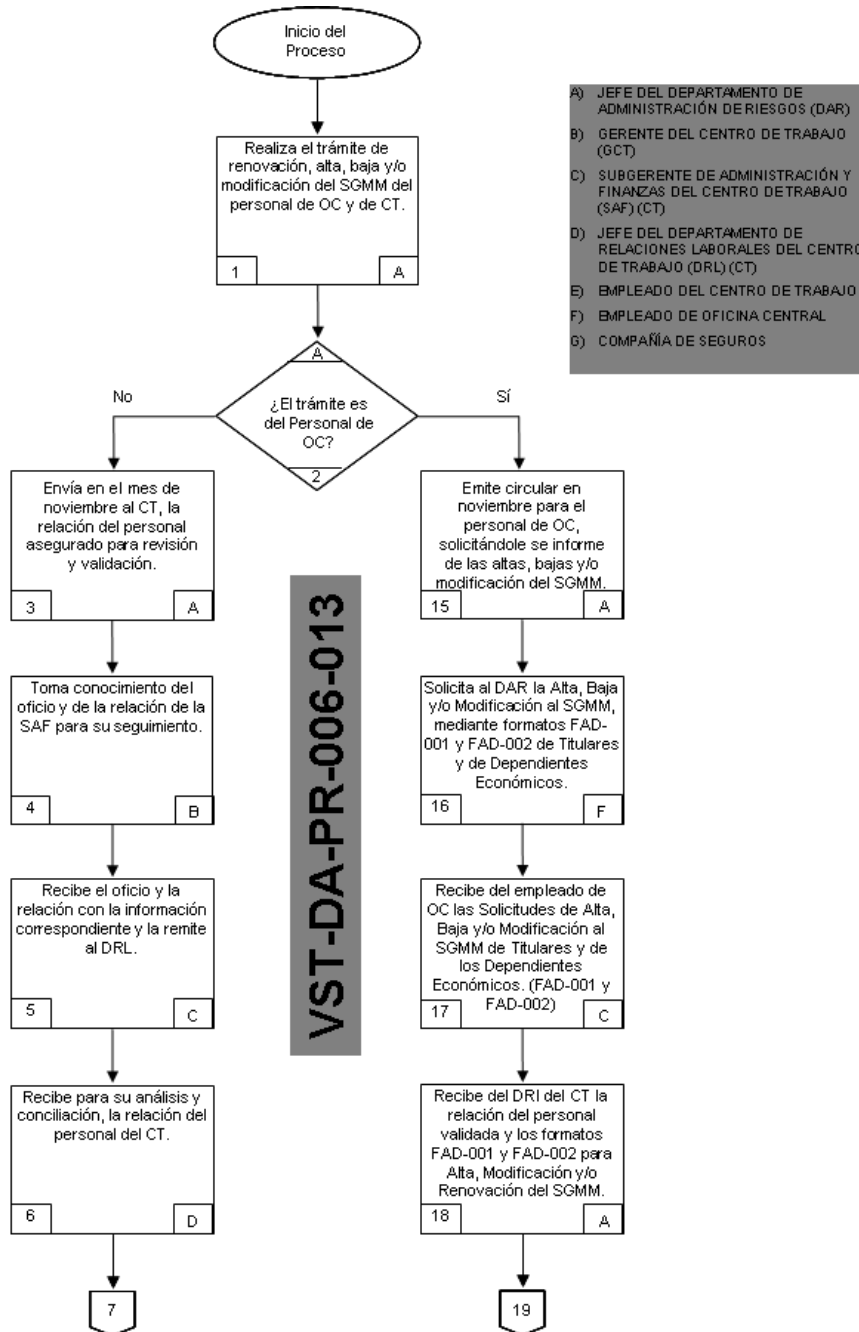 Inicio del
Proceso
Realiza el trámite de
renovación, alta, baja y/o
modificación del SGMM del
personal de OC y de CT.
1
A
A) JEFE DEL DEPARTAMENTO DE
ADMINISTRACIÓN DE RIESGOS (DAR)
B) GERENTE DEL CENTRO DE TRABAJO
(GCT)
C) SUBGERENTE DE ADMINISTRACIÓN Y
FINANZAS DEL CENTRO DE TRABAJO
(SAF) (CT)
D) JEFE DEL DEPARTAMENTO DE
RELACIONES LABORALES DEL CENTRO
DE TRABAJO (DRL) (CT)
E) EMPLEADO DEL CENTRO DE TRABAJO
F) EMPLEADO DE OFICINA CENTRAL
G) COMPAÑÍA DE SEGUROS
A
¿El trámite es
del Personal de
OC?
2
No
Sí
Envía en el mes de
noviembre al CT, la
relación del personal
asegurado para revisión
y validación.
3
A
Toma conocimiento del
oficio y de la relación de la
SAF para su seguimiento.
4
B
Recibe el oficio y la
relación con la información
correspondiente y la remite
al DRL.
5
C
Recibe para su análisis y
conciliación, la relación del
personal del CT.
6
D
7
VST-DA-PR-006-013
Emite circular en
noviembre para el
personal de OC,
solicitándole se informe
de las altas, bajas y/o
modificación del SGMM.
15
A
Solicita al DAR la Alta, Baja
y/o Modificación al SGMM,
mediante formatos FAD-
001 y FAD-002 de Titulares
y de Dependientes
Económicos.
16
F
Recibe del empleado de
OC las Solicitudes de Alta,
Baja y/o Modificación al
SGMM de Titulares y de
los Dependientes
Económicos. (FAD-001 y
FAD-002)
17
C
Recibe del DRI del CT la
relación del personal
validada y los formatos
FAD-001 y FAD-002 para
Alta, Modificación y/o
Renovación del SGMM.
18
A
19